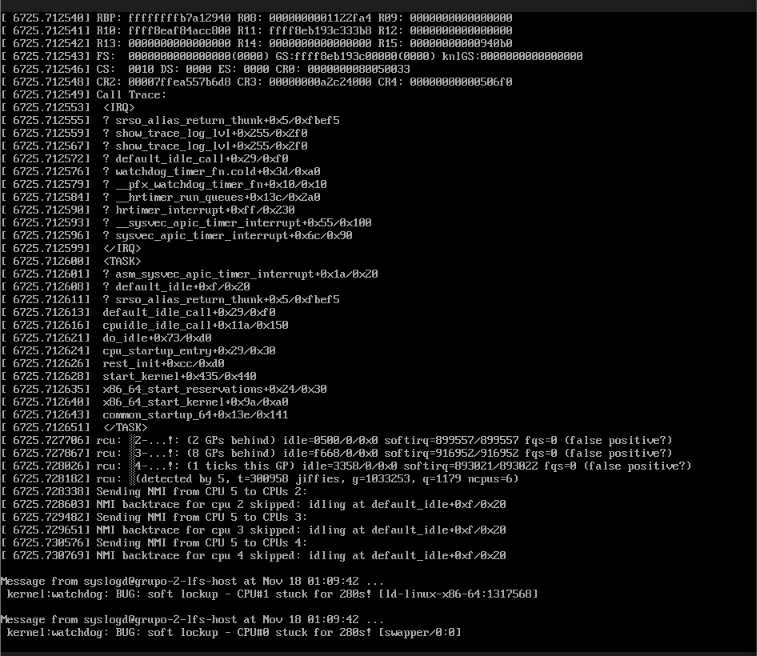 [ 6725.712540] RBP: ffffffffb7a12940 R08: 0000000001122fa4 R09: 0000000000000000
[ 6725.712541] R10: ffff8eaf84acc800 R11: ffff8eb193c333b8 R12: 0000000000000000
[ 6725.712542] R13: 0000000000000000 R14: 0000000000000000 R15: 00000000000940b0
[ 6725.712543] FS:  0000000000000000(0000) GS:ffff8eb193c00000(0000) knlGS:0000000000000000
[ 6725.712546] CS:  0010 DS: 0000 ES: 0000 CR0: 0000000080050033
[ 6725.712548] CR2: 00007ffea557b6d8 CR3: 00000000a2c24000 CR4: 00000000000506f0
[ 6725.712549] Call Trace:
[ 6725.712553]  <IRQ>
[ 6725.712555]  ? srso_alias_return_thunk+0x5/0xfbef5
[ 6725.712559]  ? show_trace_log_lvl+0x255/0x2f0
[ 6725.712567]  ? show_trace_log_lvl+0x255/0x2f0
[ 6725.712572]  ? default_idle_call+0x29/0xf0
[ 6725.712576]  ? watchdog_timer_fn.cold+0x3d/0xa0
[ 6725.712579]  ? __pfx_watchdog_timer_fn+0x10/0x10
[ 6725.712584]  ? __hrtimer_run_queues+0x13c/0x2a0
[ 6725.712590]  ? hrtimer_interrupt+0xff/0x230
[ 6725.712593]  ? __sysvec_apic_timer_interrupt+0x55/0x100
[ 6725.712596]  ? sysvec_apic_timer_interrupt+0x6c/0x90
[ 6725.712599]  </IRQ>
[ 6725.712600]  <TASK>
[ 6725.712601]  ? asm_sysvec_apic_timer_interrupt+0x1a/0x20
[ 6725.712608]  ? default_idle+0xf/0x20
[ 6725.712611]  ? srso_alias_return_thunk+0x5/0xfbef5
[ 6725.712613]  default_idle_call+0x29/0xf0
[ 6725.712616]  cpuidle_idle_call+0x11a/0x150
[ 6725.712621]  do_idle+0x73/0xd0
[ 6725.712624]  cpu_startup_entry+0x29/0x30
[ 6725.712626]  rest_init+0xcc/0xd0
[ 6725.712628]  start_kernel+0x435/0x440
[ 6725.712635]  x86_64_start_reservations+0x24/0x30
[ 6725.712640]  x86_64_start_kernel+0x9a/0xa0
[ 6725.712643]  common_startup_64+0x13e/0x141
[ 6725.712651]  </TASK>
[ 6725.727706] rcu: ░2-...!: (2 GPs behind) idle=0500/0/0x0 softirq=899557/899557 fqs=0 (false positive?)
[ 6725.727867] rcu: ░3-...!: (8 GPs behind) idle=f668/0/0x0 softirq=916952/916952 fqs=0 (false positive?)
[ 6725.728026] rcu: ░4-...!: (1 ticks this GP) idle=3358/0/0x0 softirq=893021/893022 fqs=0 (false positive?)
[ 6725.728182] rcu: ░(detected by 5, t=300958 jiffies, g=1033253, q=1179 ncpus=6)
[ 6725.728338] Sending NMI from CPU 5 to CPUs 2:
[ 6725.728603] NMI backtrace for cpu 2 skipped: idling at default_idle+0xf/0x20
[ 6725.729482] Sending NMI from CPU 5 to CPUs 3:
[ 6725.729651] NMI backtrace for cpu 3 skipped: idling at default_idle+0xf/0x20
[ 6725.730576] Sending NMI from CPU 5 to CPUs 4:
[ 6725.730769] NMI backtrace for cpu 4 skipped: idling at default_idle+0xf/0x20
Message from syslogd@grupo-2-lfs-host at Nov 18 01:09:42 ...
 kernel:watchdog: BUG: soft lockup - CPU#1 stuck for 280s! [ld-linux-x86-64:1317568]
Message from syslogd@grupo-2-lfs-host at Nov 18 01:09:42 ...
 kernel:watchdog: BUG: soft lockup - CPU#0 stuck for 280s! [swapper/0:0]